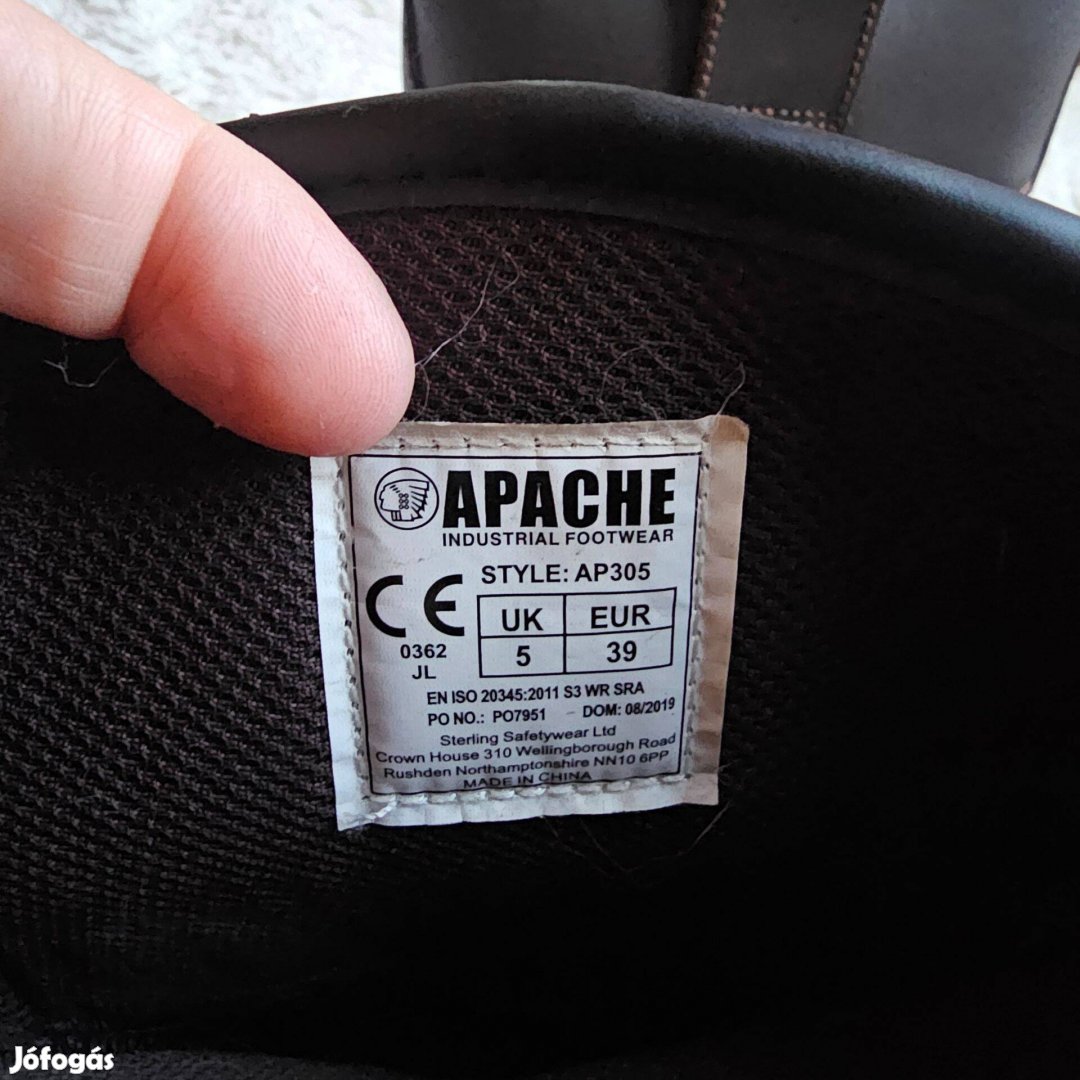 APACHE
INDUSTRIAL FOOTWEAR
STYLE: AP305
CE
UK EUR
5 39
0362
JL
EN ISO 20345:2011 S3 WR SRA
PO NO.: PO7951 - DOM: 08/2019
Sterling Safetywear Ltd
Crown House 310 Wellingborough Road
Rushden Northamptonshire NN10 6PP
MADE IN CHINA
Jófogás